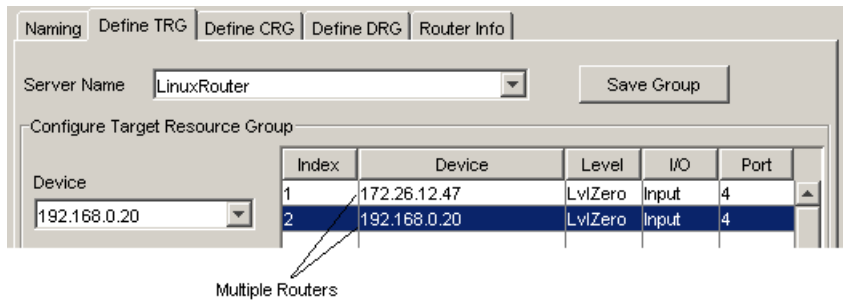 Naming Define TRG Define CRG Define DRG Router Info
Server Name LinuxRouter Save Group
Configure Target Resource Group
Index Device Level I/O Port
Device
1 172.26.12.47 LvlZero Input 4
192.168.0.20
2 192.168.0.20 LvlZero Input 4
Multiple Routers